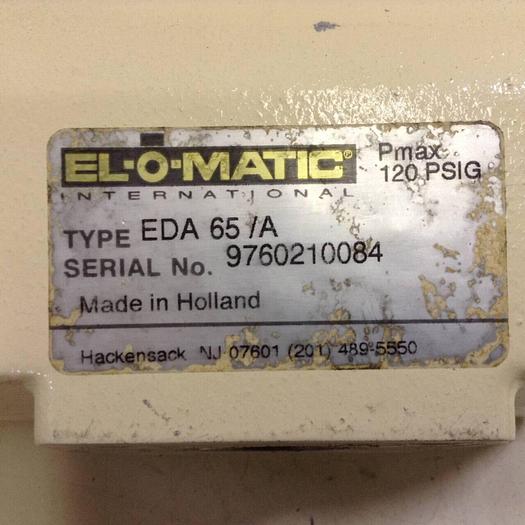 EL-O-MATIC®
INTERNATIONAL
Pmax
120 PSIG
TYPE EDA 65 /A
SERIAL No. 9760210084
Made in Holland
Hackensack NJ 07601 (201) 489-5550